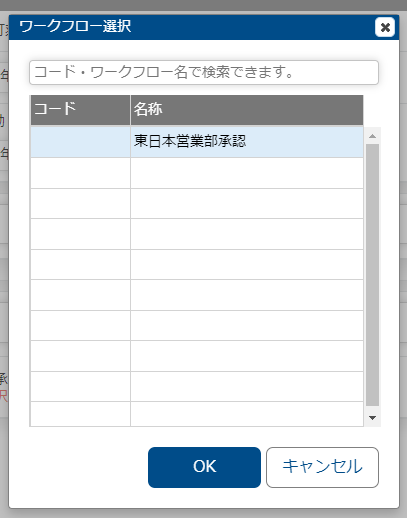 ワークフロー選択
コード・ワークフロー名で検索できます。
コード 名称
東日本営業部承認
OK キャンセル